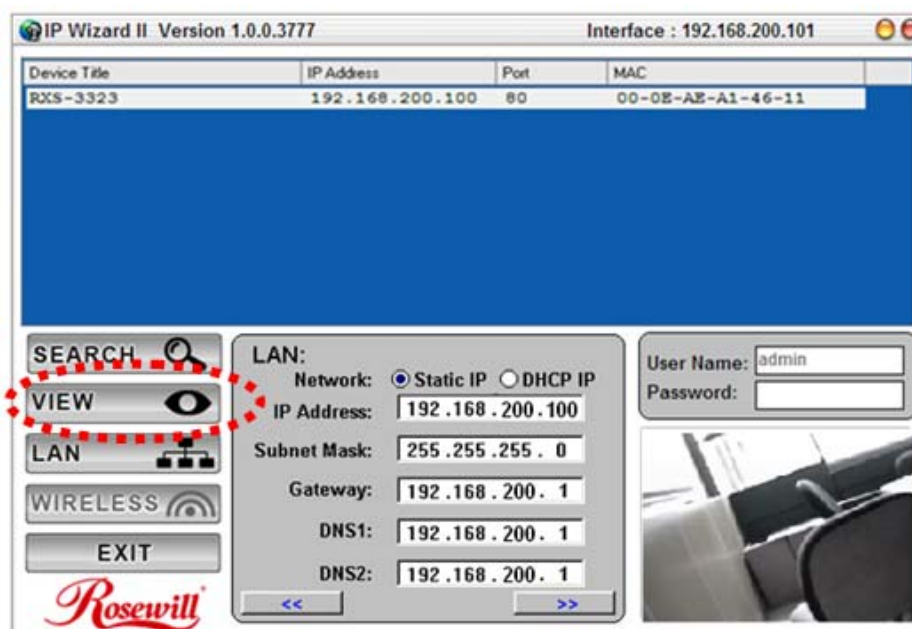 IP Wizard II Version 1.0.0.3777 Interface : 192.168.200.101
Device Title IP Address Port MAC
RXS-3323 192.168.200.100 80 00-0E-AE-A1-46-11
SEARCH
VIEW
LAN
WIRELESS
EXIT
Rosewill
LAN:
Network: Static IP DHCP IP
IP Address: 192.168.200.100
Subnet Mask: 255.255.255. 0
Gateway: 192.168.200. 1
DNS1: 192.168.200. 1
DNS2: 192.168.200. 1
<< >>
User Name: admin
Password: